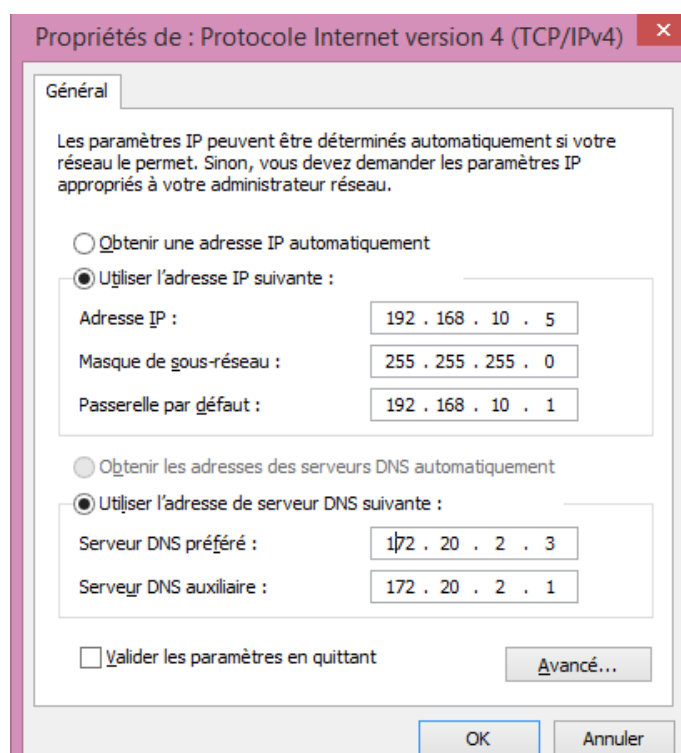 Propriétés de : Protocole Internet version 4 (TCP/IPv4)
Général
Les paramètres IP peuvent être déterminés automatiquement si votre
réseau le permet. Sinon, vous devez demander les paramètres IP
appropriés à votre administrateur réseau.
Obtenir une adresse IP automatiquement
Utiliser l'adresse IP suivante :
Adresse IP : 192 . 168 . 10 . 5
Masque de sous-réseau : 255 . 255 . 255 . 0
Passerelle par défaut : 192 . 168 . 10 . 1
Obtenir les adresses des serveurs DNS automatiquement
Utiliser l'adresse de serveur DNS suivante :
Serveur DNS préféré : 172 . 20 . 2 . 3
Serveur DNS auxiliaire : 172 . 20 . 2 . 1
Valider les paramètres en quittant
Avancé...
OK Annuler